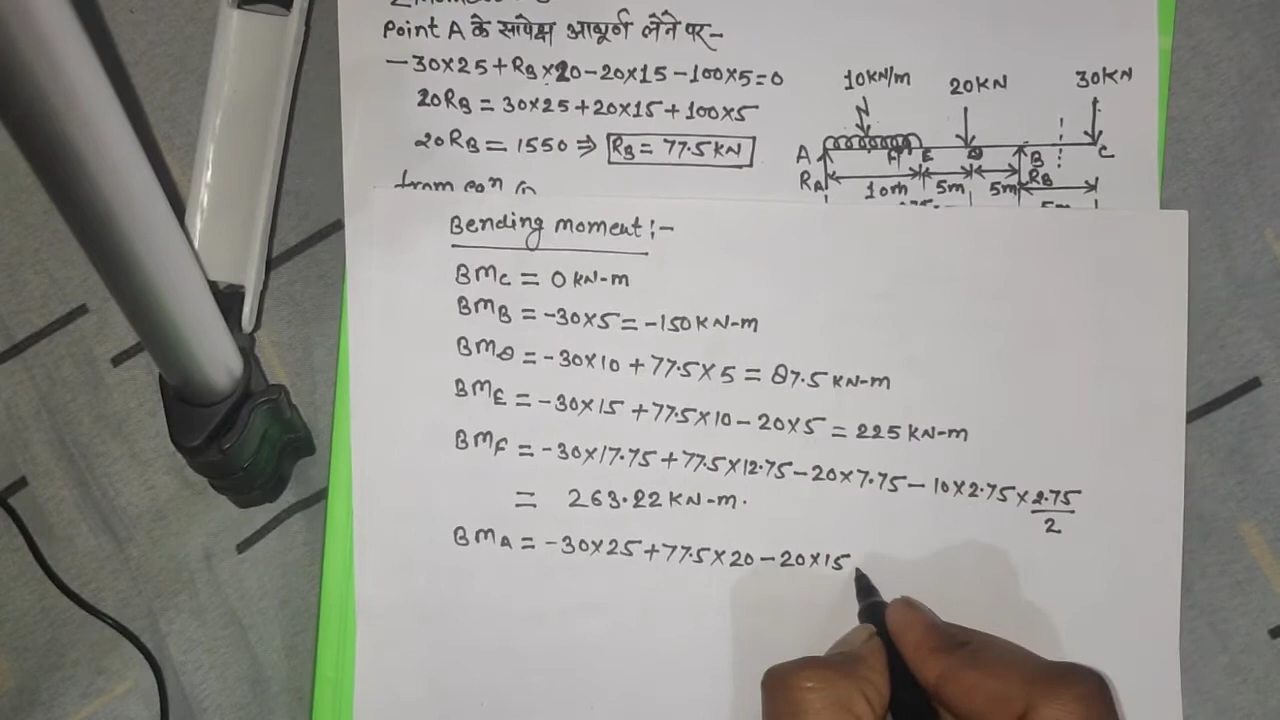 Point A के सापेक्ष आघूर्ण लेने पर-
-30×25+RB×20-20×15-100×5=0
20RB = 30×25+20×15+100×5
20RB = 1550 ⇒ RB = 77.5KN
10KN/m
20KN
30KN
A
F
E
D
B
C
RA
10m
5m
5m
RB
Bending moment:-
BMC = 0 KN-m
BMB = -30×5 = -150KN-m
BMD = -30×10 + 77.5×5 = 87.5 KN-m
BME = -30×15 + 77.5×10 - 20×5 = 225 KN-m
BMF = -30×17.75 + 77.5×12.75 - 20×7.75 - 10×2.75×2.75/2
= 263.22 KN-m.
BMA = -30×25+77.5×20-20×15